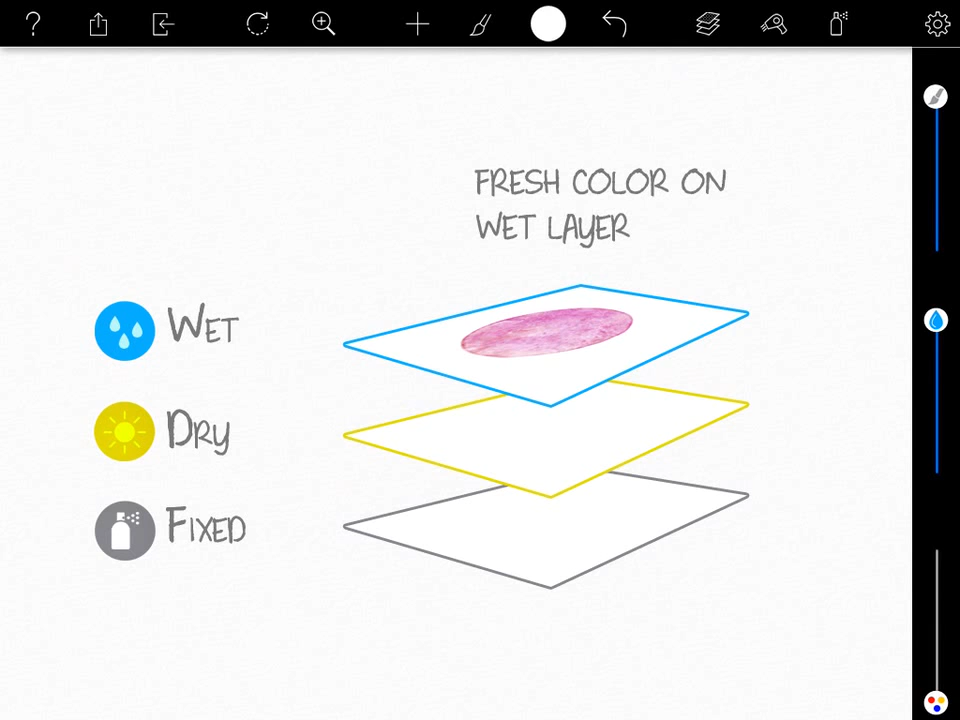 ?
FRESH COLOR ON
WET LAYER
WET
DRY
FIXED